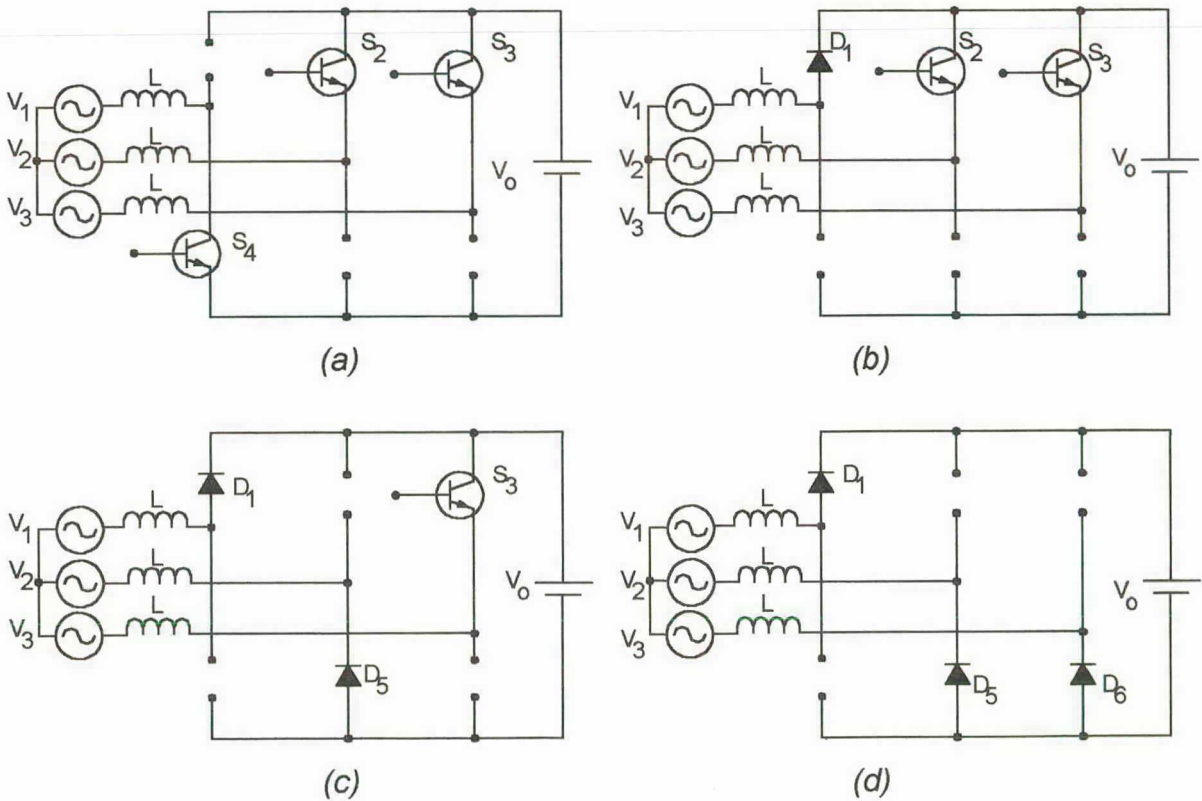 S2 S3
V1 L
V2 L
V3 L
S4
Vo
(a)
D1 S2 S3
V1 L
V2 L
V3 L
Vo
(b)
D1 S3
V1 L
V2 L
V3 L
D5
Vo
(c)
D1
V1 L
V2 L
V3 L
D5 D6
Vo
(d)